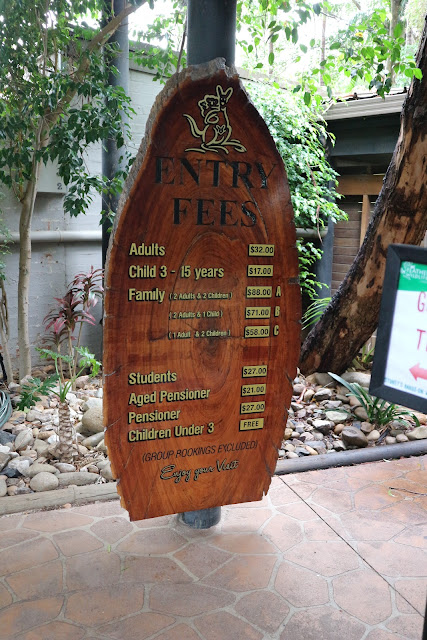 ENTRY
FEES
Adults $32.00
Child 3 - 15 years $17.00
Family (2 Adults & 2 Children) $88.00 A
(2 Adults & 1 Child) $71.00 B
(1 Adult & 2 Children) $58.00 C
Students $27.00
Aged Pensioner $21.00
Pensioner $27.00
Children Under 3 FREE
(GROUP BOOKINGS EXCLUDED)
Enjoy your Visit